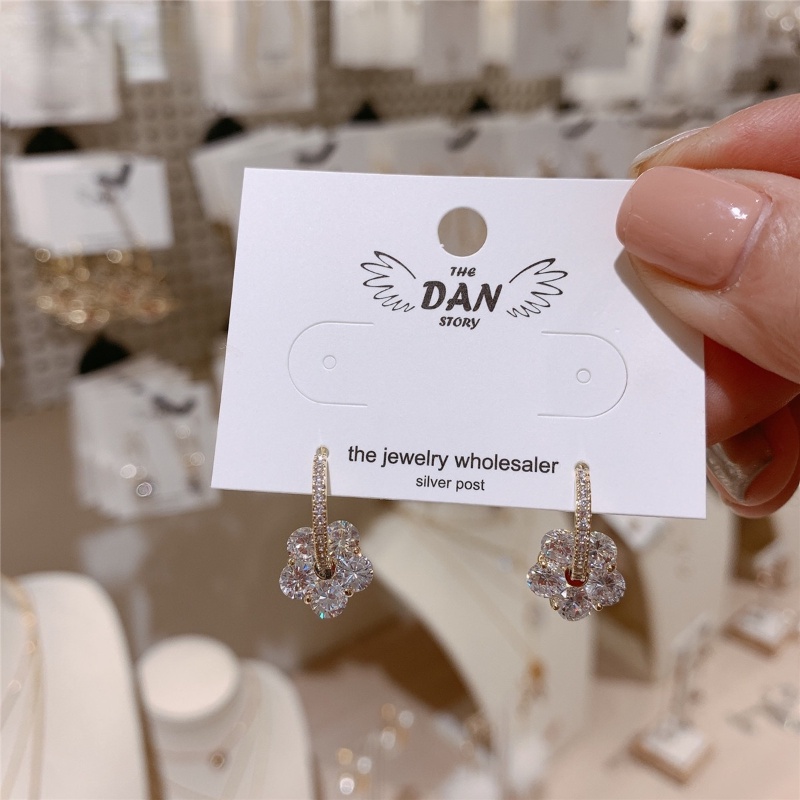 THE
DAN
STORY
the jewelry wholesaler
silver post